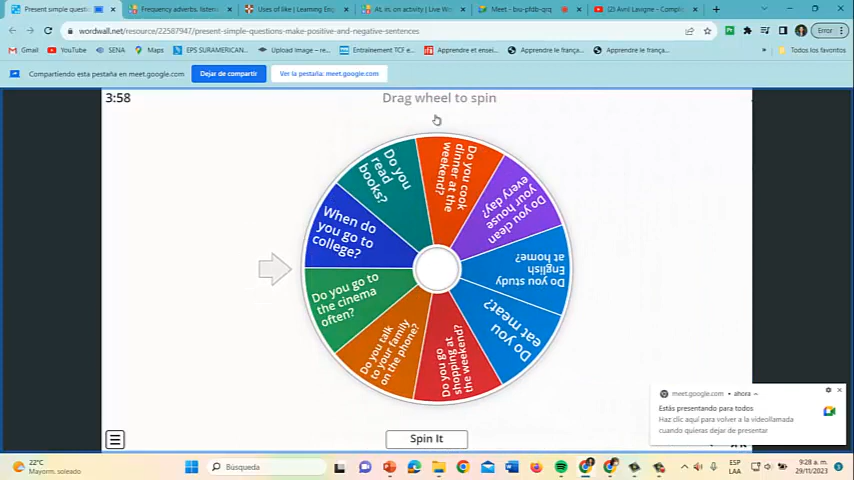 Present simple questi
Frequency adverbs. listeni
Uses of like | Learning Eng
At, in, on activity | Live Wor
Meet – bsu-pfdb-qrq
(2) Avril Lavigne - Comple
wordwall.net/resource/22587947/present-simple-questions-make-positive-and-negative-sentences
Error
Gmail
YouTube
SENA
Maps
EPS SURAMERICAN...
Upload Image – re...
Entraînement TCF e...
Apprendre et ensei...
Apprendre le françai...
Apprendre le françai...
Todos los favoritos
Compartiendo esta pestaña en meet.google.com
Dejar de compartir
Ver la pestaña: meet.google.com
3:58
Drag wheel to spin
Do you cook
dinner at the
weekend?
Do you clean
your house
every day?
Do you study
English
at home?
Do you
eat meat?
Do you go
shopping at
the weekend?
Do you talk
to your family
on the phone?
Do you go to
the cinema
often?
When do
you go to
college?
Do you
read
books?
Spin It
meet.google.com • ahora
Estás presentando para todos
Haz clic aquí para volver a la videollamada
cuando quieras dejar de presentar
22°C
Mayorm. soleado
Búsqueda
ESP
LAA
9:28 a. m.
29/11/2023